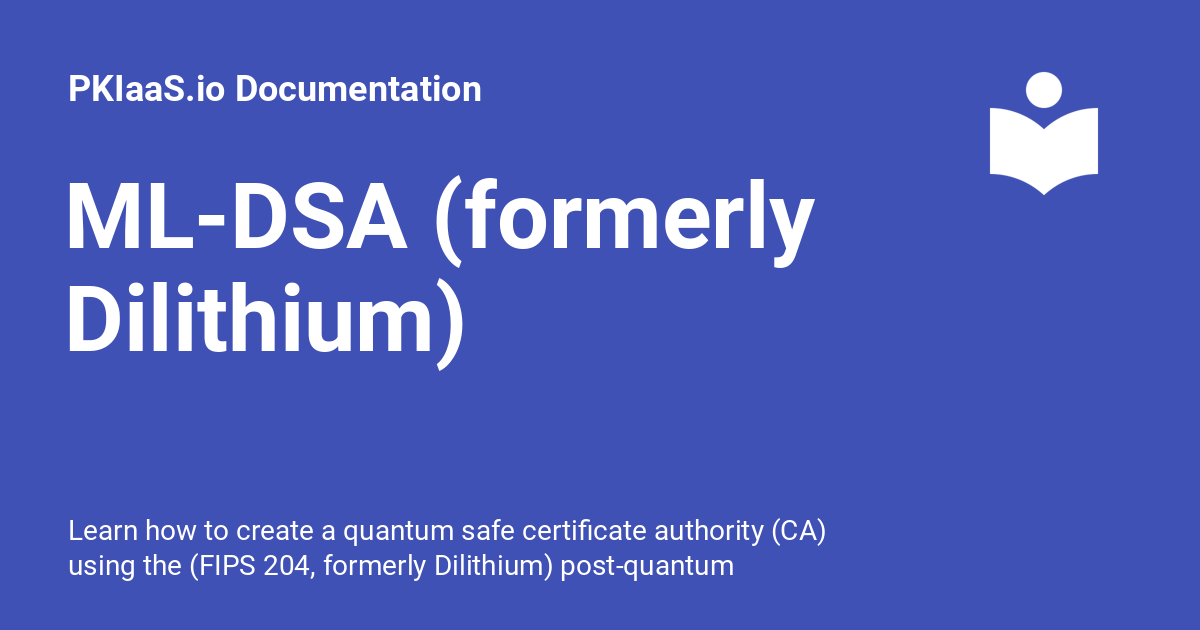 PKIaaS.io Documentation
ML-DSA (formerly
Dilithium)
Learn how to create a quantum safe certificate authority (CA)
using the (FIPS 204, formerly Dilithium) post-quantum